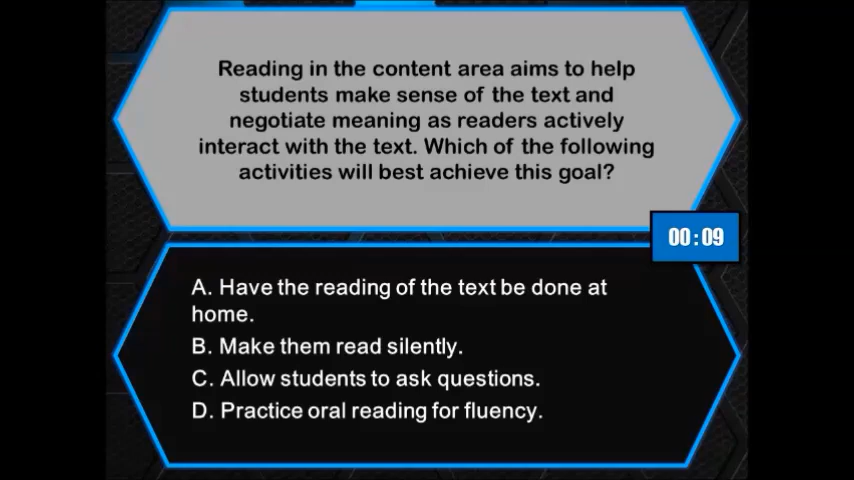 Reading in the content area aims to help
students make sense of the text and
negotiate meaning as readers actively
interact with the text. Which of the following
activities will best achieve this goal?
00:09
A. Have the reading of the text be done at
home.
B. Make them read silently.
C. Allow students to ask questions.
D. Practice oral reading for fluency.